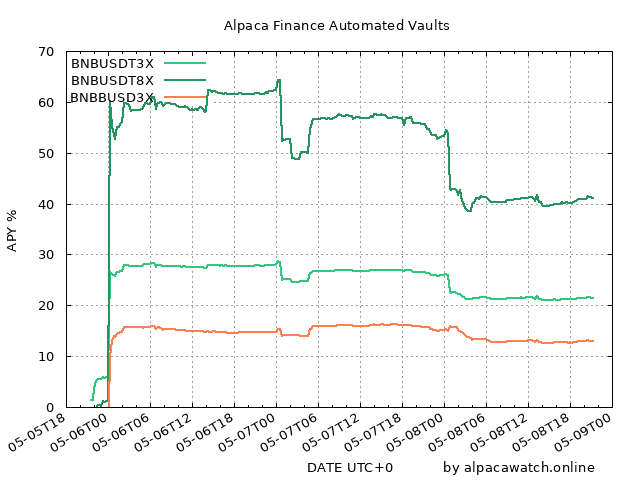 Alpaca Finance Automated Vaults
APY %
70
60
50
40
30
20
10
0
BNBUSDT3X
BNBUSDT8X
BNBBUSD3X
05-05T18
05-06T00
05-06T06
05-06T12
05-06T18
05-07T00
05-07T06
05-07T12
05-07T18
05-08T00
05-08T06
05-08T12
05-08T18
05-09T00
DATE UTC+0
by alpacawatch.online